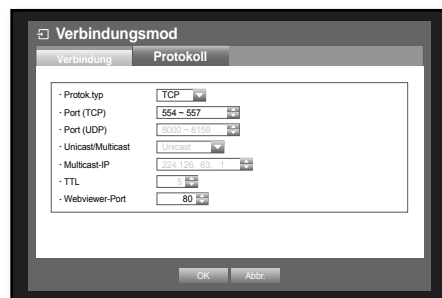 Verbindungsmod
Verbindung Protokoll
· Protok.typ TCP
· Port (TCP) 554 ~ 557
· Port (UDP) 8000 ~ 8159
· Unicast/Multicast Unicast
· Multicast-IP 224.126. 63. 1
· TTL 5
· Webviewer-Port 80
OK Abbr.